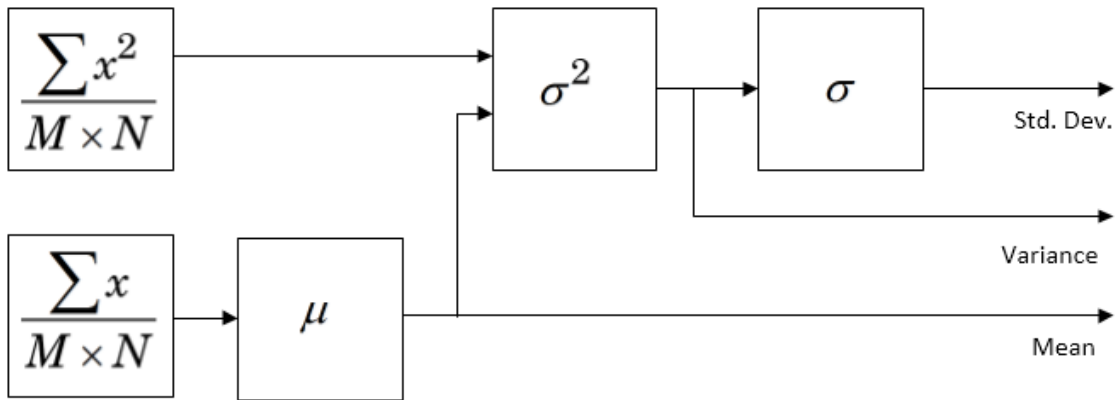 ∑x²
M × N
σ²
σ
Std. Dev.
Variance
∑x
M × N
μ
Mean